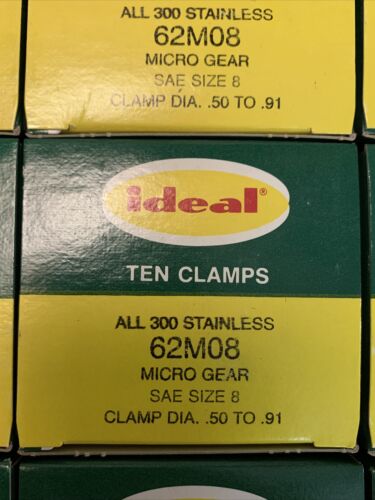 ALL 300 STAINLESS
62M08
MICRO GEAR
SAE SIZE 8
CLAMP DIA. .50 TO .91
ideal®
TEN CLAMPS
ALL 300 STAINLESS
62M08
MICRO GEAR
SAE SIZE 8
CLAMP DIA. .50 TO .91